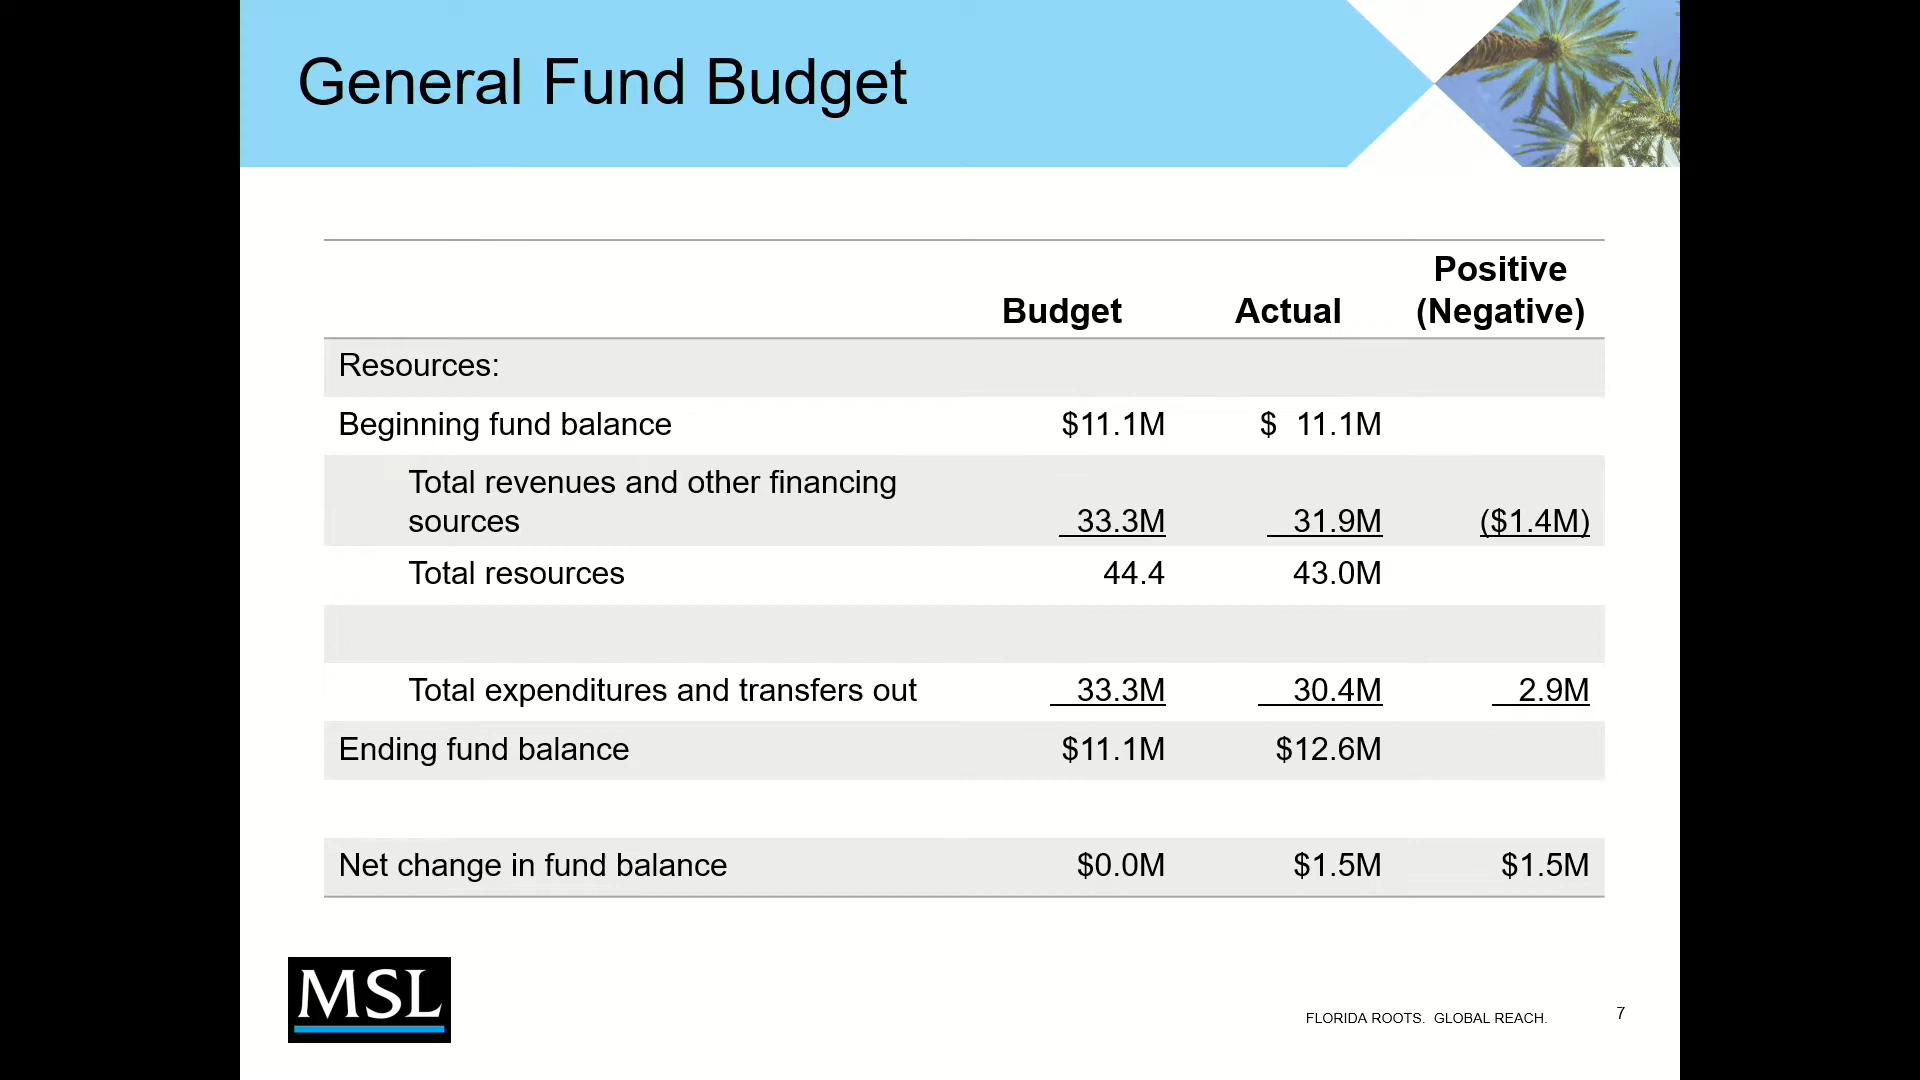 General Fund Budget
Positive
Budget Actual (Negative)
Resources:
Beginning fund balance $11.1M $ 11.1M
Total revenues and other financing
sources 33.3M 31.9M ($1.4M)
Total resources 44.4 43.0M
Total expenditures and transfers out 33.3M 30.4M 2.9M
Ending fund balance $11.1M $12.6M
Net change in fund balance $0.0M $1.5M $1.5M
MSL
FLORIDA ROOTS. GLOBAL REACH. 7